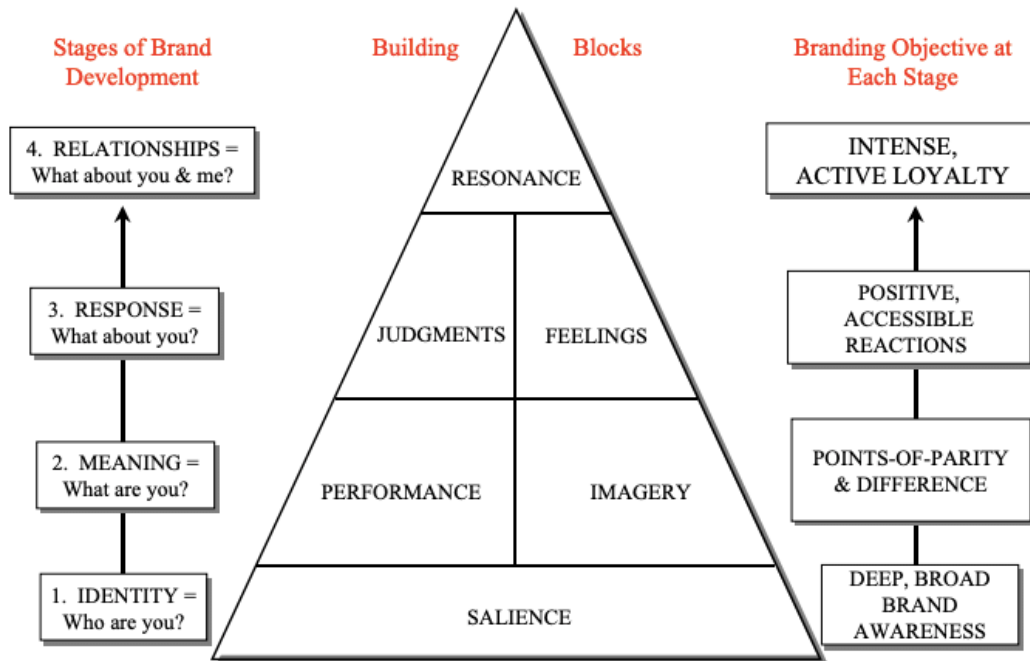 Stages of Brand
Development
Building Blocks
Branding Objective at
Each Stage
4. RELATIONSHIPS =
What about you & me?
RESONANCE
INTENSE,
ACTIVE LOYALTY
3. RESPONSE =
What about you?
JUDGMENTS
FEELINGS
POSITIVE,
ACCESSIBLE
REACTIONS
2. MEANING =
What are you?
PERFORMANCE
IMAGERY
POINTS-OF-PARITY
& DIFFERENCE
1. IDENTITY =
Who are you?
SALIENCE
DEEP, BROAD
BRAND
AWARENESS